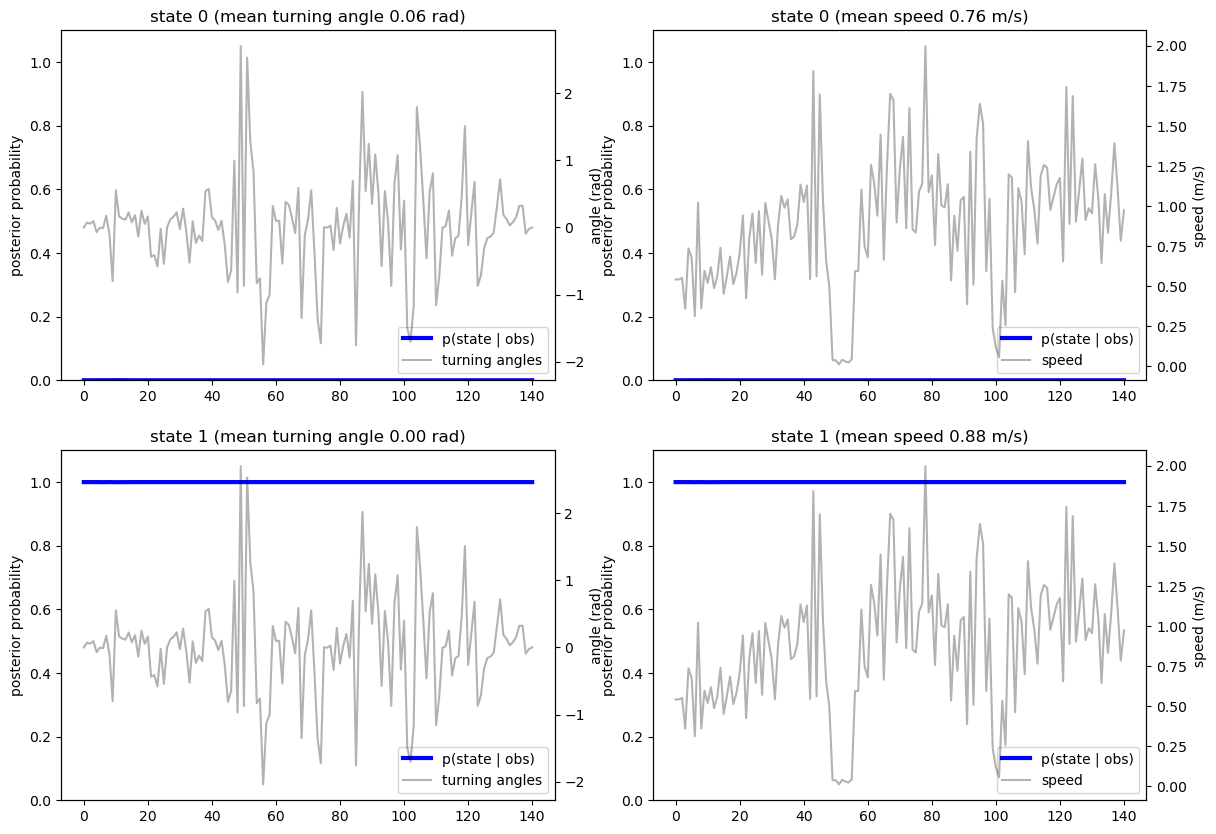 state 0 (mean turning angle 0.06 rad)
posterior probability
1.0
0.8
0.6
0.4
0.2
0.0
0 20 40 60 80 100 120 140
2
1
0
−1
−2
angle (rad)
p(state | obs)
turning angles
state 0 (mean speed 0.76 m/s)
posterior probability
1.0
0.8
0.6
0.4
0.2
0.0
0 20 40 60 80 100 120 140
2.00
1.75
1.50
1.25
1.00
0.75
0.50
0.25
0.00
speed (m/s)
p(state | obs)
speed
state 1 (mean turning angle 0.00 rad)
posterior probability
1.0
0.8
0.6
0.4
0.2
0.0
0 20 40 60 80 100 120 140
2
1
0
−1
−2
angle (rad)
p(state | obs)
turning angles
state 1 (mean speed 0.88 m/s)
posterior probability
1.0
0.8
0.6
0.4
0.2
0.0
0 20 40 60 80 100 120 140
2.00
1.75
1.50
1.25
1.00
0.75
0.50
0.25
0.00
speed (m/s)
p(state | obs)
speed